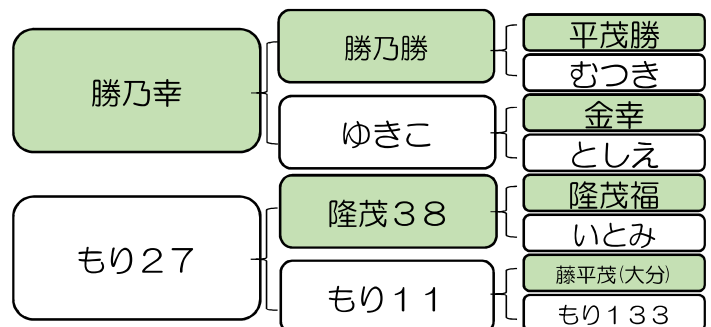 勝乃幸
勝乃勝
平茂勝
むつき
ゆきこ
金幸
としえ
もり２７
隆茂３８
隆茂福
いとみ
もり１１
藤平茂(大分)
もり１３３